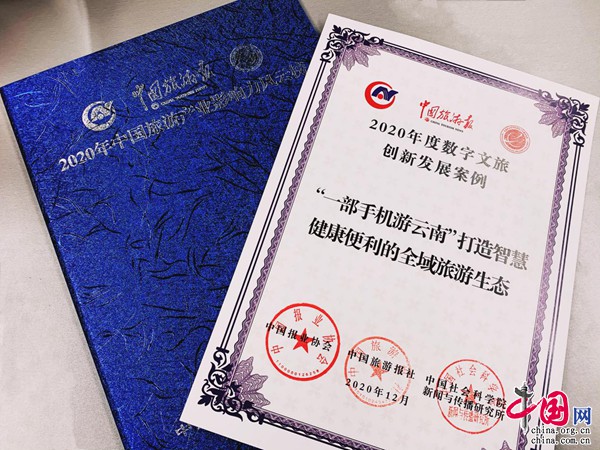 中国旅游报
2020年中国旅游产业影响力风云榜
中国旅游报
2020年度数字文旅
创新发展案例
“一部手机游云南”打造智慧
健康便利的全域旅游生态
中国报业协会
中国旅游报社
中国社会科学院
新闻与传播研究所
2020年12月
中国网
china.org.cn
china.com.cn